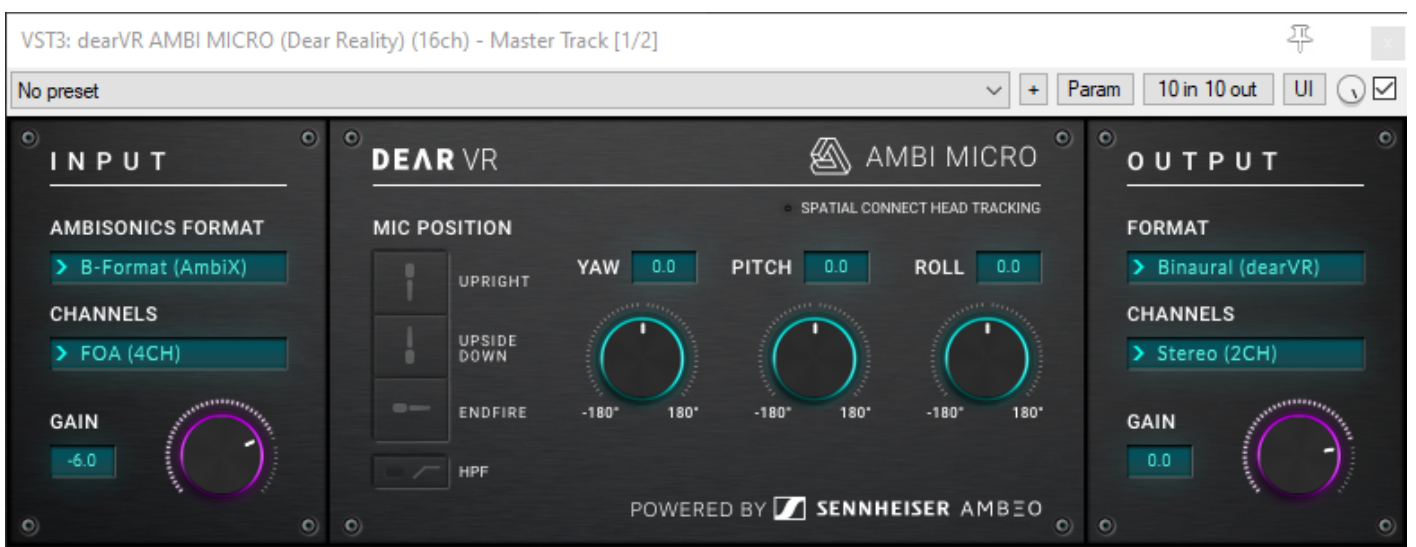 VST3: dearVR AMBI MICRO (Dear Reality) (16ch) - Master Track [1/2]
x
No preset
+
Param
10 in 10 out
UI
INPUT
AMBISONICS FORMAT
B-Format (AmbiX)
CHANNELS
FOA (4CH)
GAIN
-6.0
DEAR VR
AMBI MICRO
SPATIAL CONNECT HEAD TRACKING
MIC POSITION
UPRIGHT
UPSIDE
DOWN
ENDFIRE
HPF
YAW 0.0
-180° 180°
PITCH 0.0
-180° 180°
ROLL 0.0
-180° 180°
POWERED BY SENNHEISER AMBEO
OUTPUT
FORMAT
Binaural (dearVR)
CHANNELS
Stereo (2CH)
GAIN
0.0